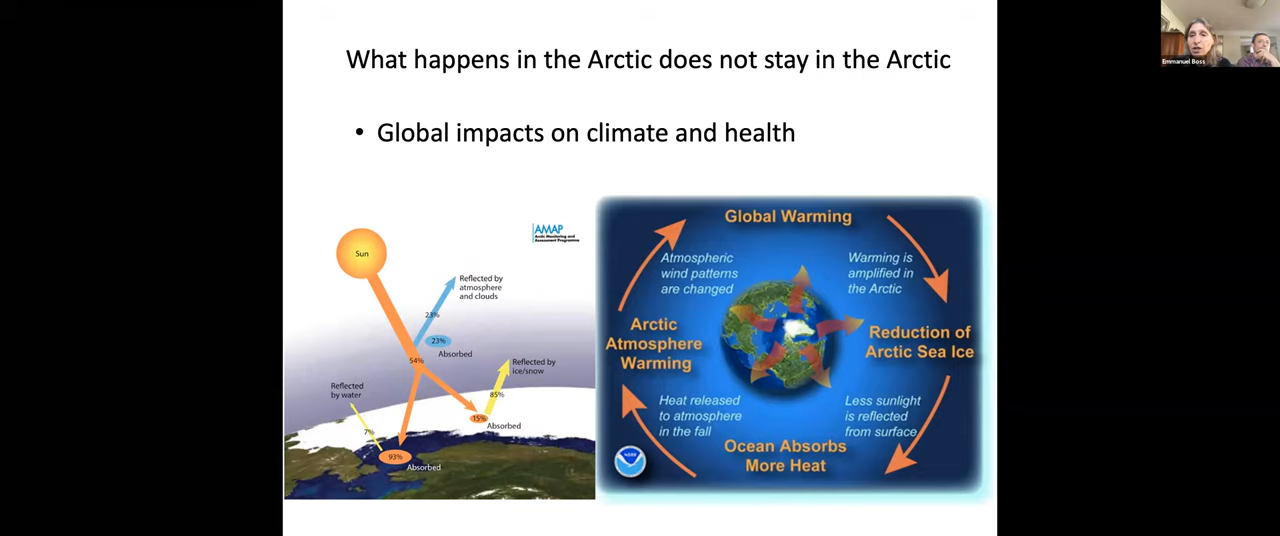 What happens in the Arctic does not stay in the Arctic
• Global impacts on climate and health
Emmanuel Boss
AMAP
Arctic Monitoring and
Assessment Programme
Sun
Reflected by
atmosphere
and clouds
23%
23%
Absorbed
54%
Reflected by
ice/snow
85%
15%
Absorbed
Reflected
by water
7%
93%
Absorbed
Global Warming
Warming is
amplified in
the Arctic
Reduction of
Arctic Sea Ice
Less sunlight
is reflected
from surface
Ocean Absorbs
More Heat
Heat released
to atmosphere
in the fall
Arctic
Atmosphere
Warming
Atmospheric
wind patterns
are changed
NOAA